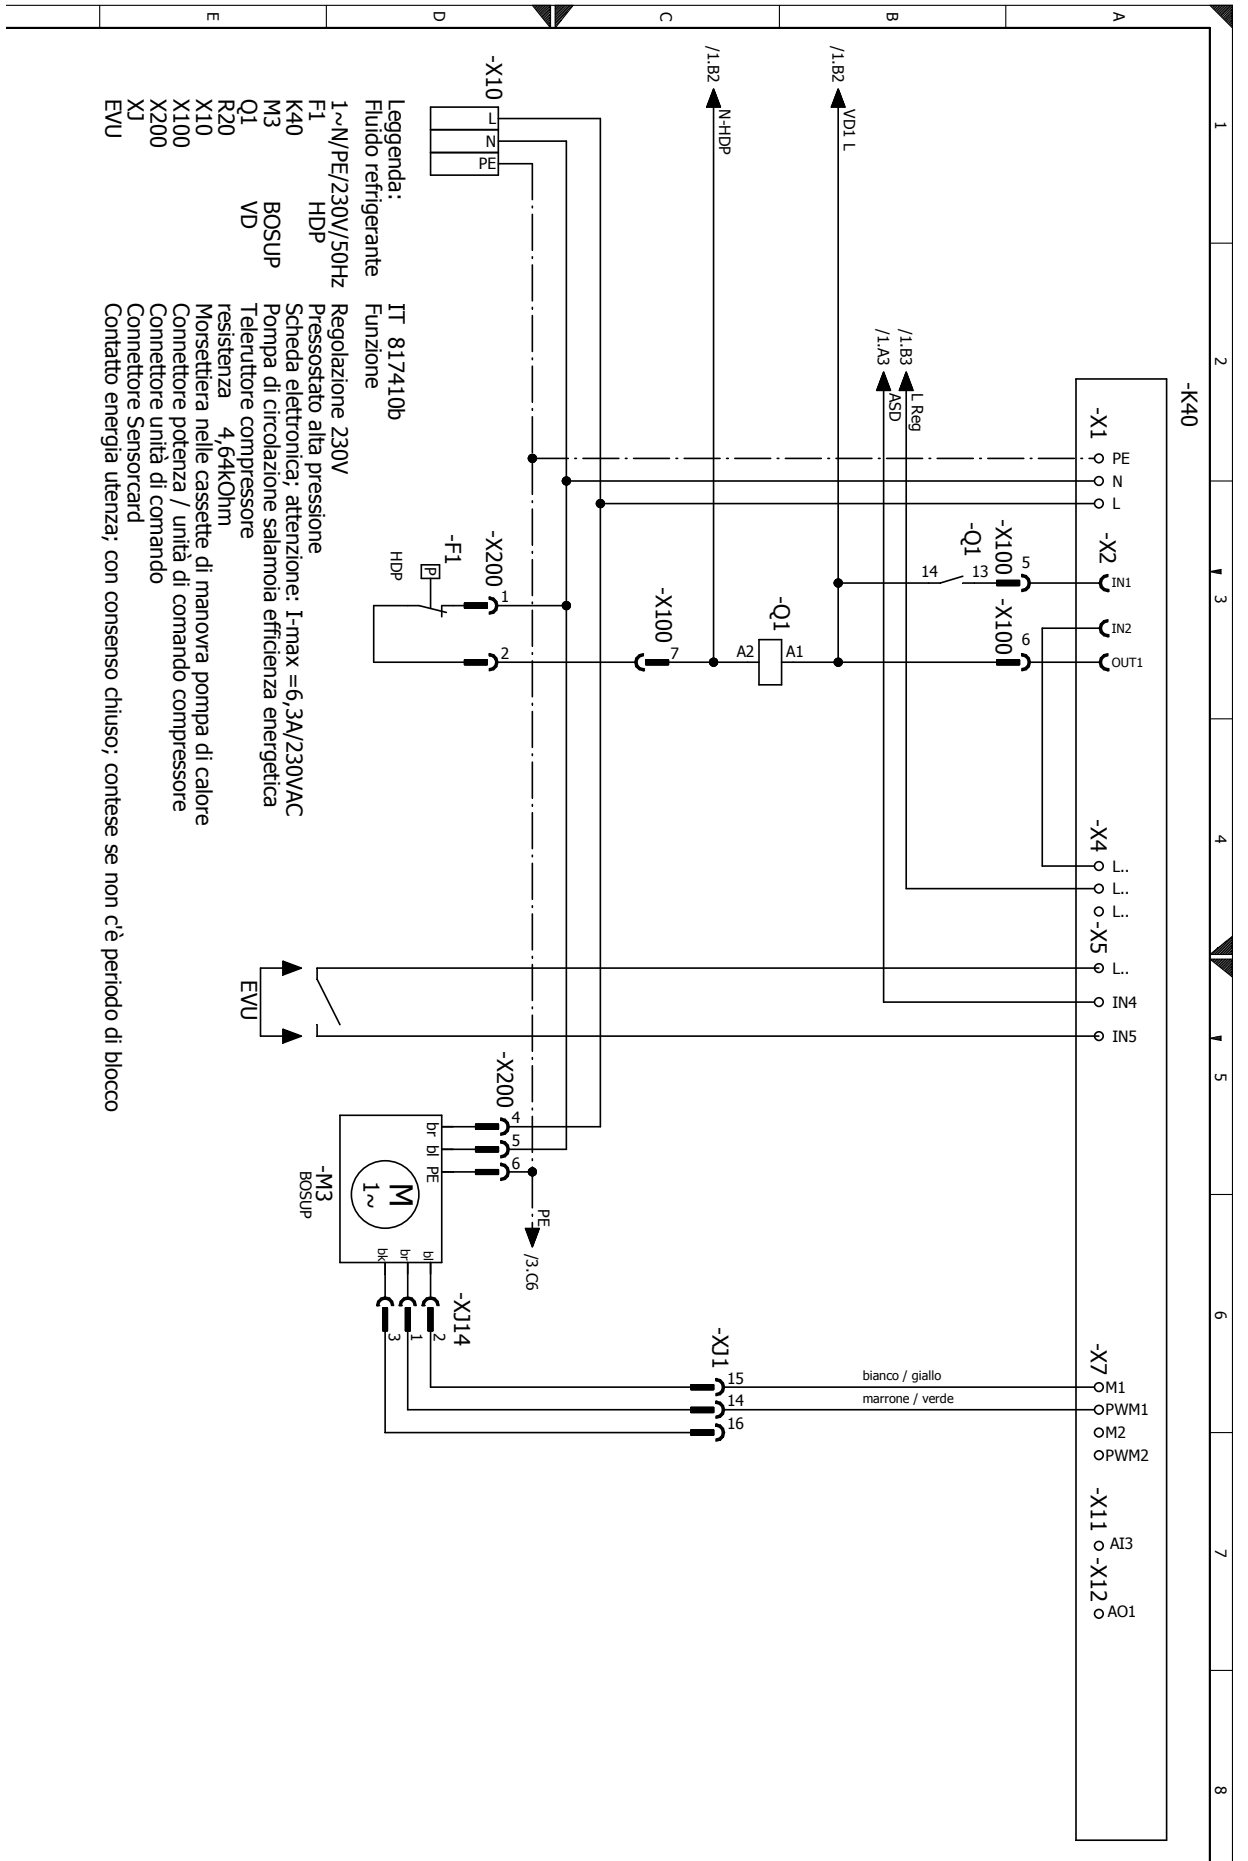 1
2
3
4
5
6
7
8
A
B
C
D
E
-K40
-X1
PE
N
L
-X2
IN1
IN2
OUT1
-X4
L..
L..
L..
-X5
L..
IN4
IN5
-X7
M1
PWM1
M2
PWM2
-X11
AI3
-X12
AO1
/1.B2
VD1 L
/1.B2
N-HDP
/1.B3
L Reg
/1.A3
ASD
-X100
5
-Q1
13
14
-X100
6
-Q1
A1
A2
-X100
7
-X10
L
N
PE
-X200
1
2
-F1
P
HDP
EVU
-X200
4
5
6
br
bl
PE
M
1~
-M3
BOSUP
bk
br
bl
PE
/3.C6
-XJ14
3
1
2
-XJ1
15
14
16
bianco / giallo
marrone / verde
Leggenda: IT 817410b
Fluido refrigerante Funzione
1~N/PE/230V/50Hz Regolazione 230V
F1 HDP Pressostato alta pressione
K40 Scheda elettronica; attenzione: I-max =6,3A/230VAC
M3 BOSUP Pompa di circolazione salamoia efficienza energetica
Q1 VD Teleruttore compressore
R20 resistenza 4,64kOhm
X10 Morsettiera nelle cassette di manovra pompa di calore
X100 Connettore potenza / unità di comando compressore
X200 Connettore unità di comando
XJ Connettore Sensorcard
EVU Contatto energia utenza; con consenso chiuso; contese se non c'è periodo di blocco